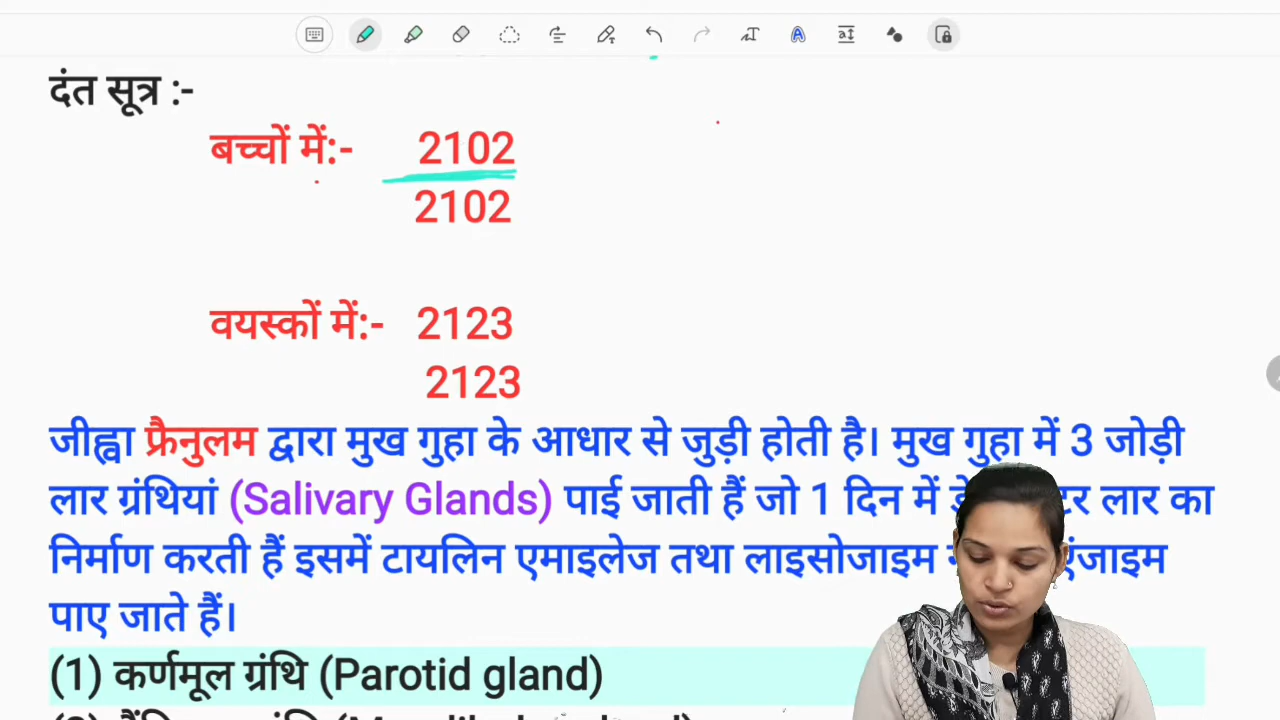 दंत सूत्र :-
बच्चों में:- 2102
2102
वयस्कों में:- 2123
2123
जीह्वा फ्रैनुलम द्वारा मुख गुहा के आधार से जुड़ी होती है। मुख गुहा में 3 जोड़ी
लार ग्रंथियां (Salivary Glands) पाई जाती हैं जो 1 दिन में लार का
निर्माण करती हैं इसमें टायलिन एमाइलेज तथा लाइसोजाइम एंजाइम
पाए जाते हैं।
(1) कर्णमूल ग्रंथि (Parotid gland)